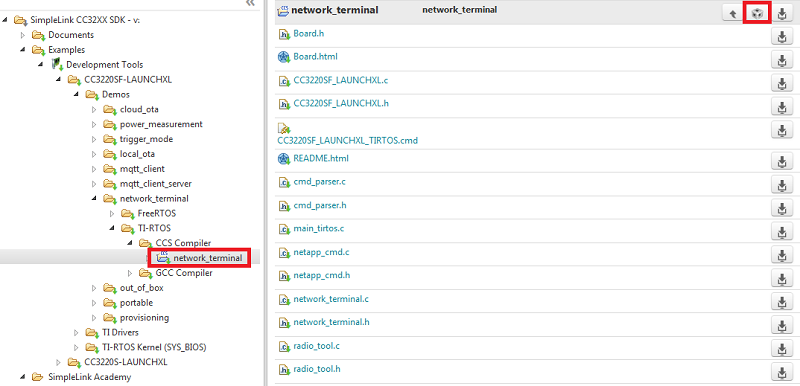 SimpleLink CC32XX SDK - v:
Documents
Examples
Development Tools
CC3220SF-LAUNCHXL
Demos
cloud_ota
power_measurement
trigger_mode
local_ota
mqtt_client
mqtt_client_server
network_terminal
FreeRTOS
TI-RTOS
CCS Compiler
network_terminal
GCC Compiler
out_of_box
portable
provisioning
TI Drivers
TI-RTOS Kernel (SYS_BIOS)
CC3220S-LAUNCHXL
SimpleLink Academy
network_terminal network_terminal
Board.h
Board.html
CC3220SF_LAUNCHXL.c
CC3220SF_LAUNCHXL.h
CC3220SF_LAUNCHXL_TIRTOS.cmd
README.html
cmd_parser.c
cmd_parser.h
main_tirtos.c
netapp_cmd.c
netapp_cmd.h
network_terminal.c
network_terminal.h
radio_tool.c
radio_tool.h